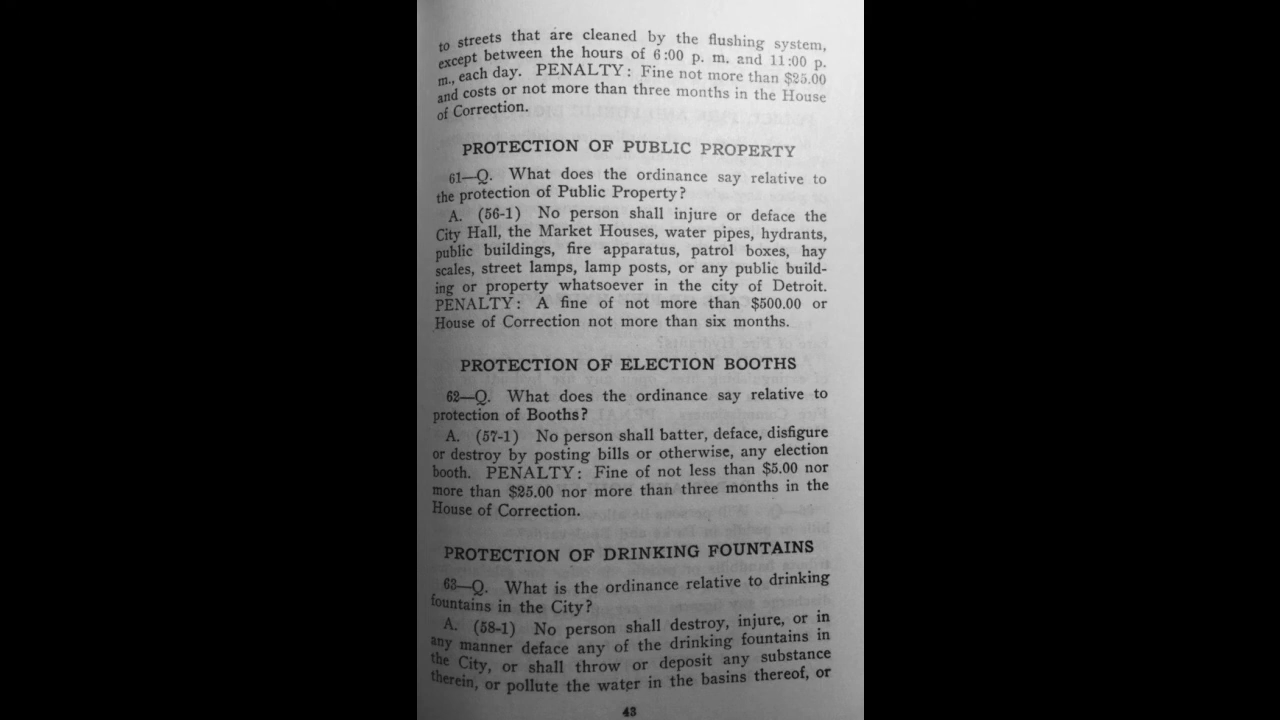 to streets that are cleaned by the flushing system,
except between the hours of 6:00 p. m. and 11:00 p.
m., each day. PENALTY: Fine not more than $25.00
and costs or not more than three months in the House
of Correction.
PROTECTION OF PUBLIC PROPERTY
61—Q. What does the ordinance say relative to
the protection of Public Property?
A. (56-1) No person shall injure or deface the
City Hall, the Market Houses, water pipes, hydrants,
public buildings, fire apparatus, patrol boxes, hay
scales, street lamps, lamp posts, or any public build-
ing or property whatsoever in the city of Detroit.
PENALTY: A fine of not more than $500.00 or
House of Correction not more than six months.
PROTECTION OF ELECTION BOOTHS
62—Q. What does the ordinance say relative to
protection of Booths?
A. (57-1) No person shall batter, deface, disfigure
or destroy by posting bills or otherwise, any election
booth. PENALTY: Fine of not less than $5.00 nor
more than $25.00 nor more than three months in the
House of Correction.
PROTECTION OF DRINKING FOUNTAINS
63—Q. What is the ordinance relative to drinking
fountains in the City?
A. (58-1) No person shall destroy, injure, or in
any manner deface any of the drinking fountains in
the City, or shall throw or deposit any substance
therein, or pollute the water in the basins thereof, or
43